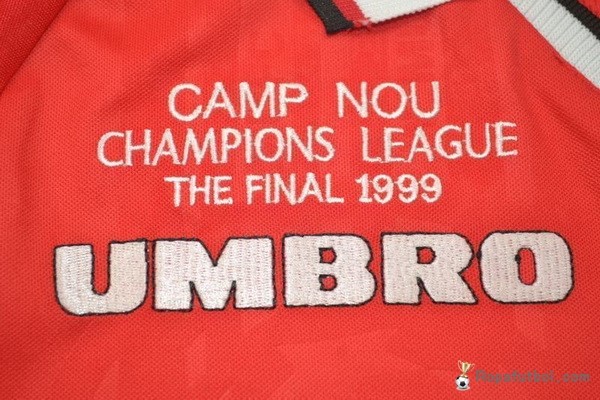 CAMP NOU
CHAMPIONS LEAGUE
THE FINAL 1999
UMBRO